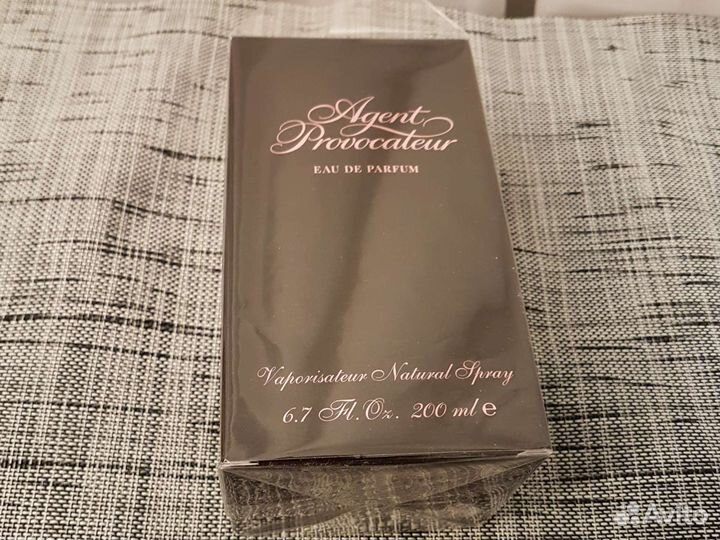 Agent
Provocateur
EAU DE PARFUM
Vaporisateur Natural Spray
6.7 Fl. Oz. 200 ml e
Avito